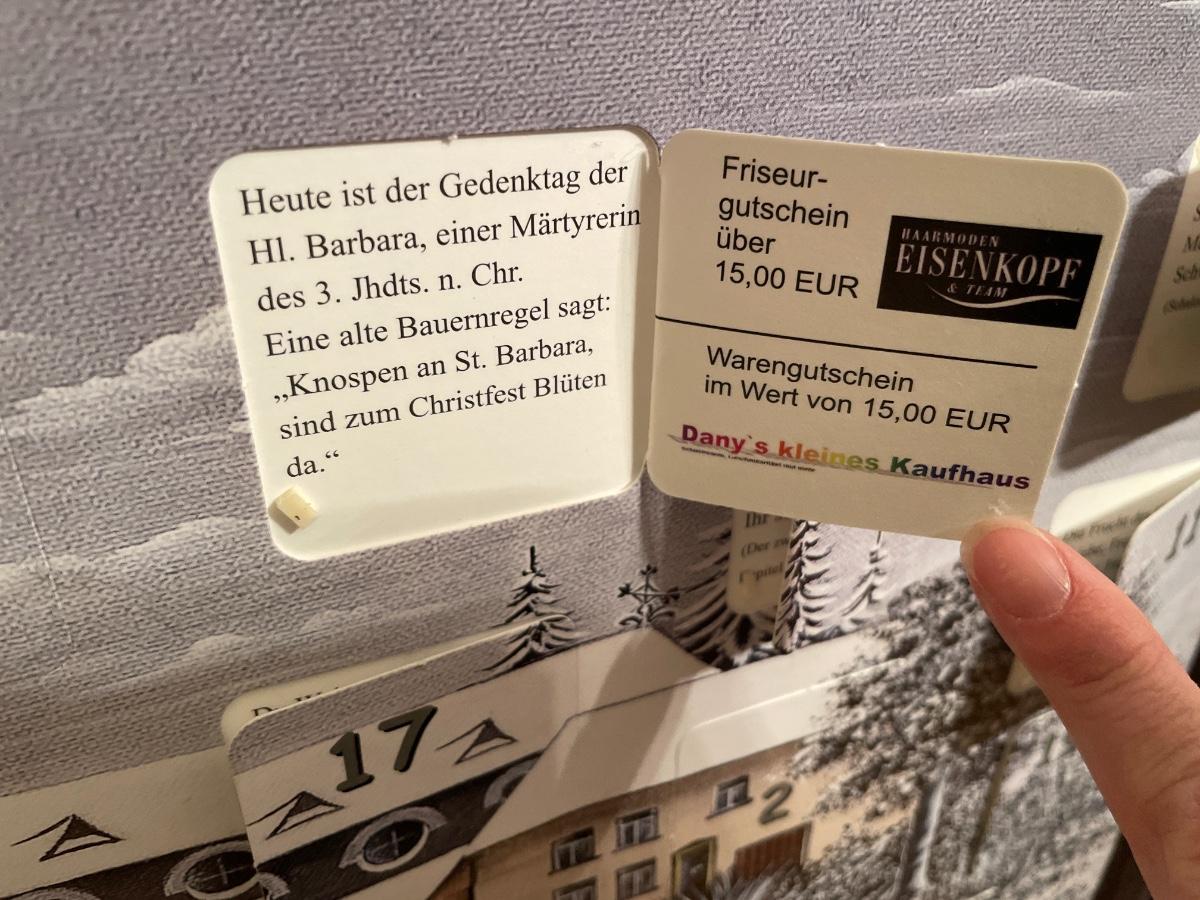 Heute ist der Gedenktag der
Hl. Barbara, einer Märtyrerin
des 3. Jhdts. n. Chr.
Eine alte Bauernregel sagt:
„Knospen an St. Barbara,
sind zum Christfest Blüten
da.“
Friseur-
gutschein
über
15,00 EUR
HAARMODEN
EISENKOPF
& TEAM
Warengutschein
im Wert von 15,00 EUR
Dany`s kleines Kaufhaus
Ihr
(Der
17
2